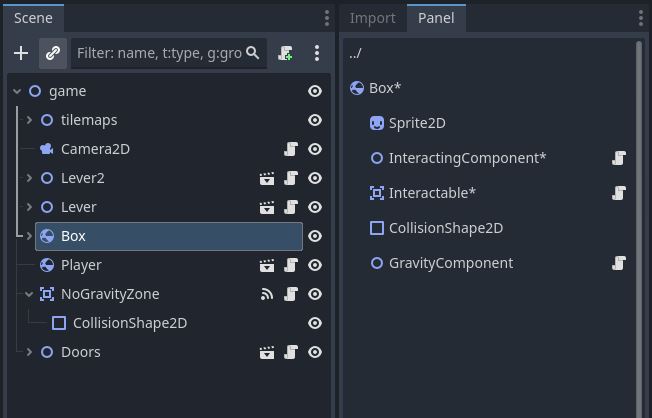 Scene
Filter: name, t:type, g:gro
game
tilemaps
Camera2D
Lever2
Lever
Box
Player
NoGravityZone
CollisionShape2D
Doors
Import Panel
../
Box*
Sprite2D
InteractingComponent*
Interactable*
CollisionShape2D
GravityComponent